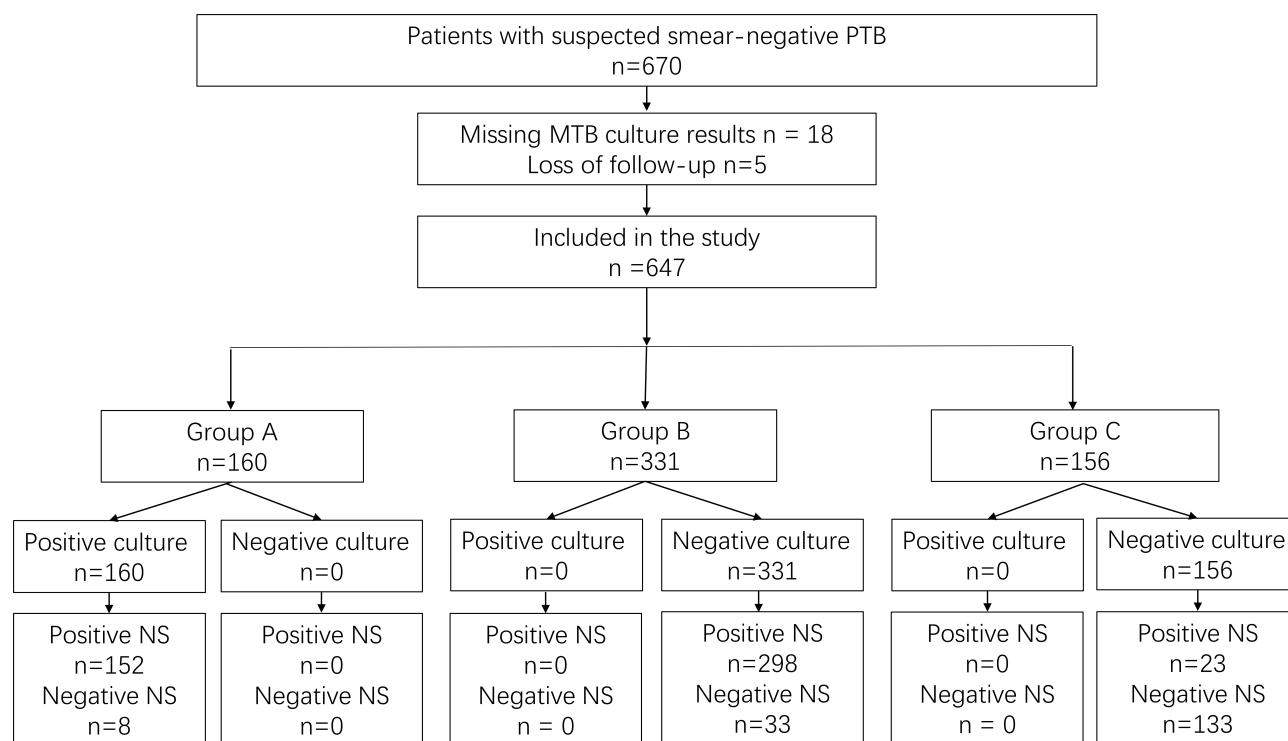 Patients with suspected smear-negative PTB
n=670
Missing MTB culture results n = 18
Loss of follow-up n=5
Included in the study
n =647
Group A
n=160
Group B
n=331
Group C
n=156
Positive culture
n=160
Negative culture
n=0
Positive culture
n=0
Negative culture
n=331
Positive culture
n=0
Negative culture
n=156
Positive NS
n=152
Negative NS
n=8
Positive NS
n=0
Negative NS
n=0
Positive NS
n=0
Negative NS
n = 0
Positive NS
n=298
Negative NS
n=33
Positive NS
n=0
Negative NS
n = 0
Positive NS
n=23
Negative NS
n=133